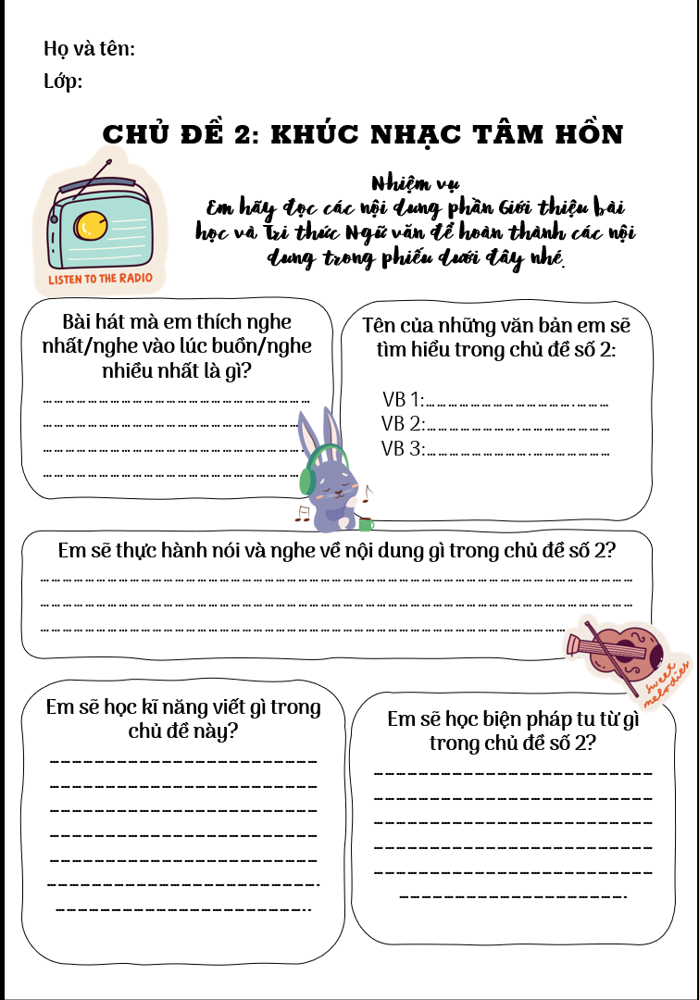 Họ và tên:
Lớp:
CHỦ ĐỀ 2: KHÚC NHẠC TÂM HỒN
Nhiệm vụ
Em hãy đọc các nội dung phần Giới thiệu bài
học và Tri thức Ngữ văn để hoàn thành các nội
dung trong phiếu dưới đây nhé.
LISTEN TO THE RADIO
Bài hát mà em thích nghe
nhất/nghe vào lúc buồn/nghe
nhiều nhất là gì?
………………………………………………………
………………………………………………………
………………………………………………………
………………………………………………………
Tên của những văn bản em sẽ
tìm hiểu trong chủ đề số 2:
VB 1:………………………………….………
VB 2:……………………….…………………
VB 3:………………………….………………
Em sẽ thực hành nói và nghe về nội dung gì trong chủ đề số 2?
………………………………………………………………………………………………
………………………………………………………………………………………………
………………………………………………………………………………………………
sweet
melodies
Em sẽ học kĩ năng viết gì trong
chủ đề này?
………………………………………………………
………………………………………………………
………………………………………………………
………………………………………………………
………………………………………………………
……………………………………………………….
……………………………………………………..
Em sẽ học biện pháp tu từ gì
trong chủ đề số 2?
………………………………………………………
………………………………………………………
………………………………………………………
………………………………………………………
………………………………………………………
…………………………………………….